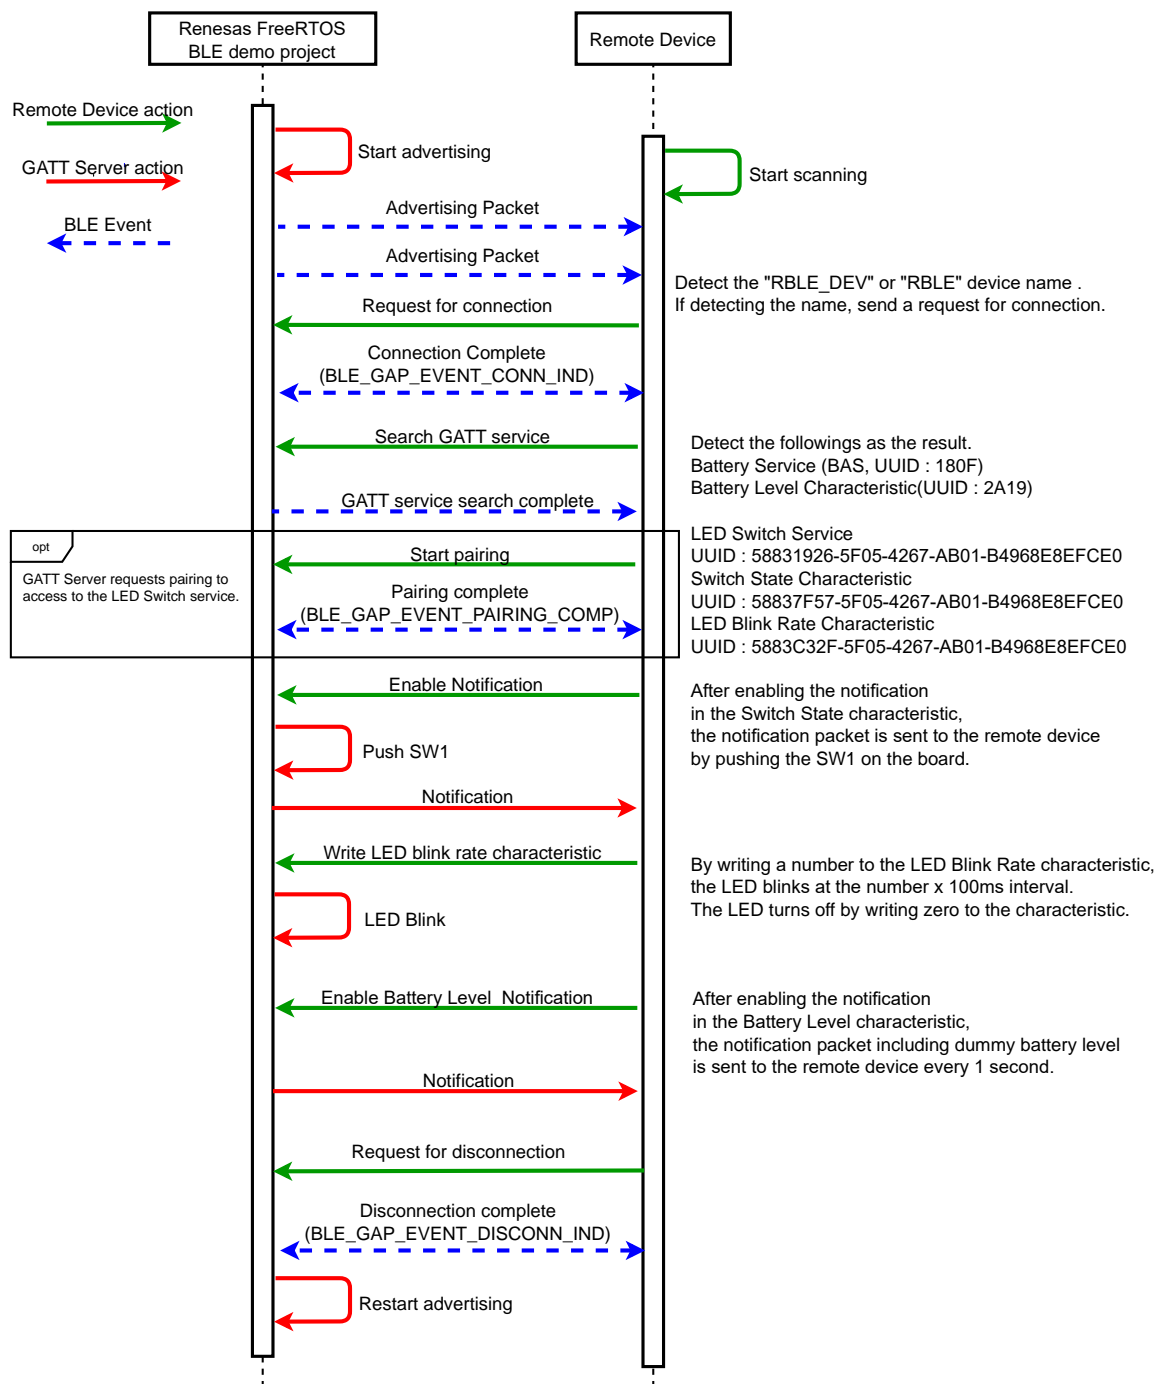 Renesas FreeRTOS
BLE demo project
Remote Device
Remote Device action
GATT Server action
BLE Event
Start advertising
Start scanning
Advertising Packet
Advertising Packet
Detect the "RBLE_DEV" or "RBLE" device name .
If detecting the name, send a request for connection.
Request for connection
Connection Complete
(BLE_GAP_EVENT_CONN_IND)
Search GATT service
Detect the followings as the result.
Battery Service (BAS, UUID : 180F)
Battery Level Characteristic(UUID : 2A19)
GATT service search complete
LED Switch Service
UUID : 58831926-5F05-4267-AB01-B4968E8EFCE0
Switch State Characteristic
UUID : 58837F57-5F05-4267-AB01-B4968E8EFCE0
LED Blink Rate Characteristic
UUID : 5883C32F-5F05-4267-AB01-B4968E8EFCE0
opt
GATT Server requests pairing to
access to the LED Switch service.
Start pairing
Pairing complete
(BLE_GAP_EVENT_PAIRING_COMP)
Enable Notification
After enabling the notification
in the Switch State characteristic,
the notification packet is sent to the remote device
by pushing the SW1 on the board.
Push SW1
Notification
Write LED blink rate characteristic
By writing a number to the LED Blink Rate characteristic,
the LED blinks at the number x 100ms interval.
The LED turns off by writing zero to the characteristic.
LED Blink
Enable Battery Level  Notification
After enabling the notification
in the Battery Level characteristic,
the notification packet including dummy battery level
is sent to the remote device every 1 second.
Notification
Request for disconnection
Disconnection complete
(BLE_GAP_EVENT_DISCONN_IND)
Restart advertising